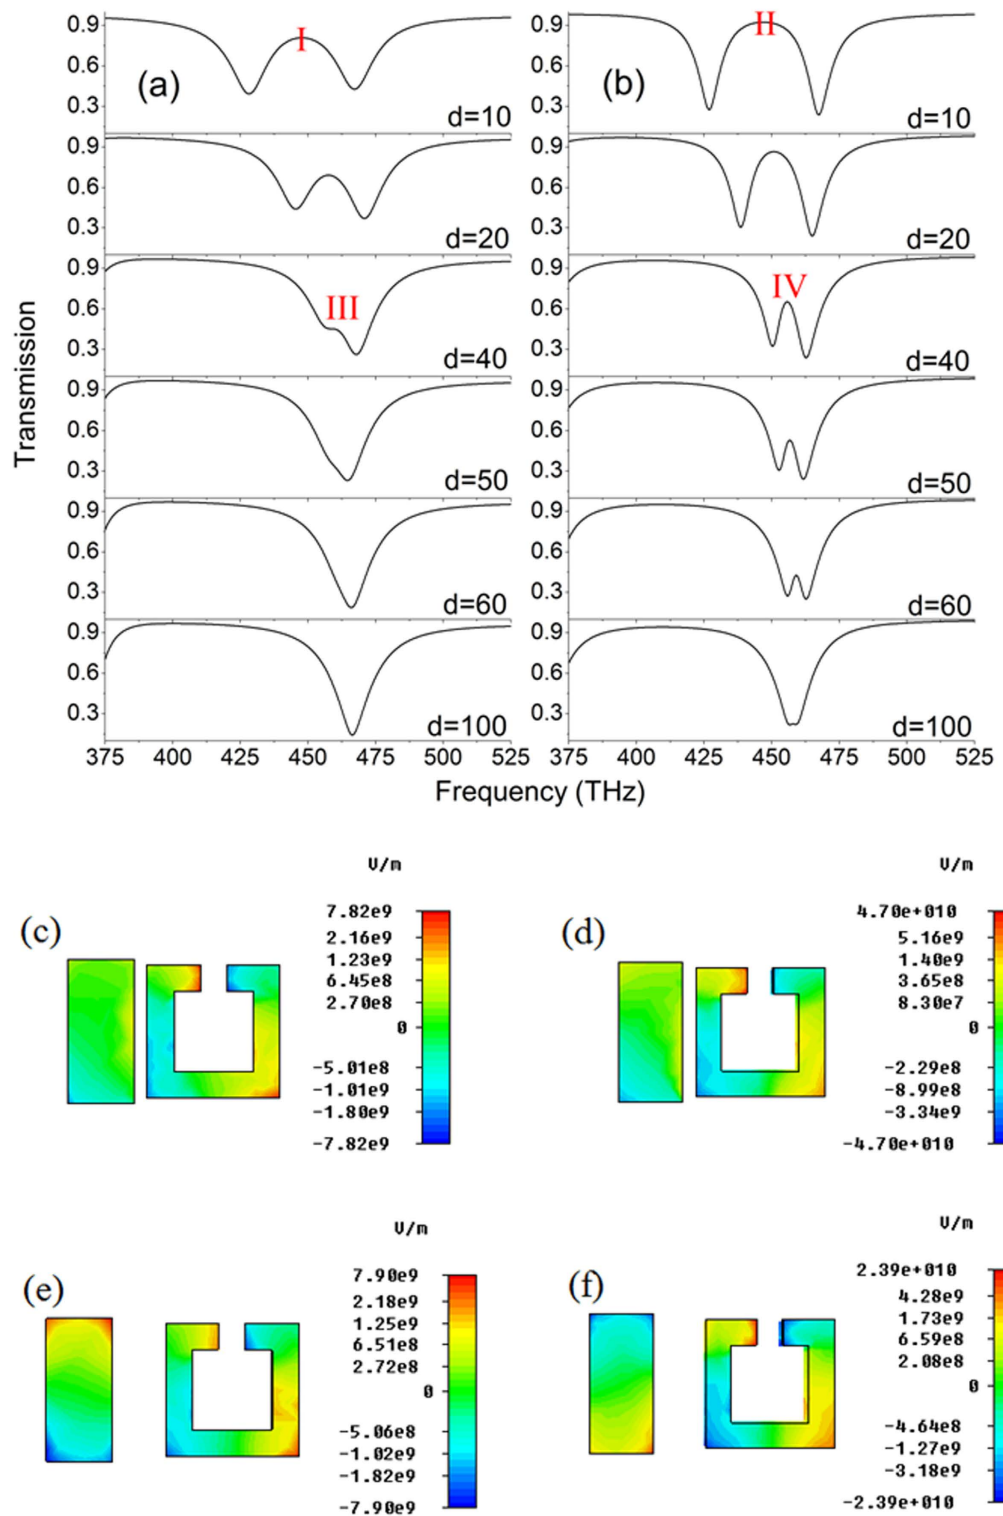 0.9
0.6
0.3
(a)
I
d=10
0.9
0.6
0.3
(b)
II
d=10
0.9
0.6
0.3
d=20
0.9
0.6
0.3
d=20
0.9
0.6
0.3
III
d=40
0.9
0.6
0.3
IV
d=40
0.9
0.6
0.3
d=50
0.9
0.6
0.3
d=50
0.9
0.6
0.3
d=60
0.9
0.6
0.3
d=60
0.9
0.6
0.3
d=100
0.9
0.6
0.3
d=100
Transmission
375 400 425 450 475 500 525
375 400 425 450 475 500 525
Frequency (THz)
(c)
V/m
7.82e9
2.16e9
1.23e9
6.45e8
2.70e8
0
-5.01e8
-1.01e9
-1.80e9
-7.82e9
(d)
V/m
4.70e+010
5.16e9
1.40e9
3.65e8
8.30e7
0
-2.29e8
-8.99e8
-3.34e9
-4.70e+010
(e)
V/m
7.90e9
2.18e9
1.25e9
6.51e8
2.72e8
0
-5.06e8
-1.02e9
-1.82e9
-7.90e9
(f)
V/m
2.39e+010
4.28e9
1.73e9
6.59e8
2.08e8
0
-4.64e8
-1.27e9
-3.18e9
-2.39e+010